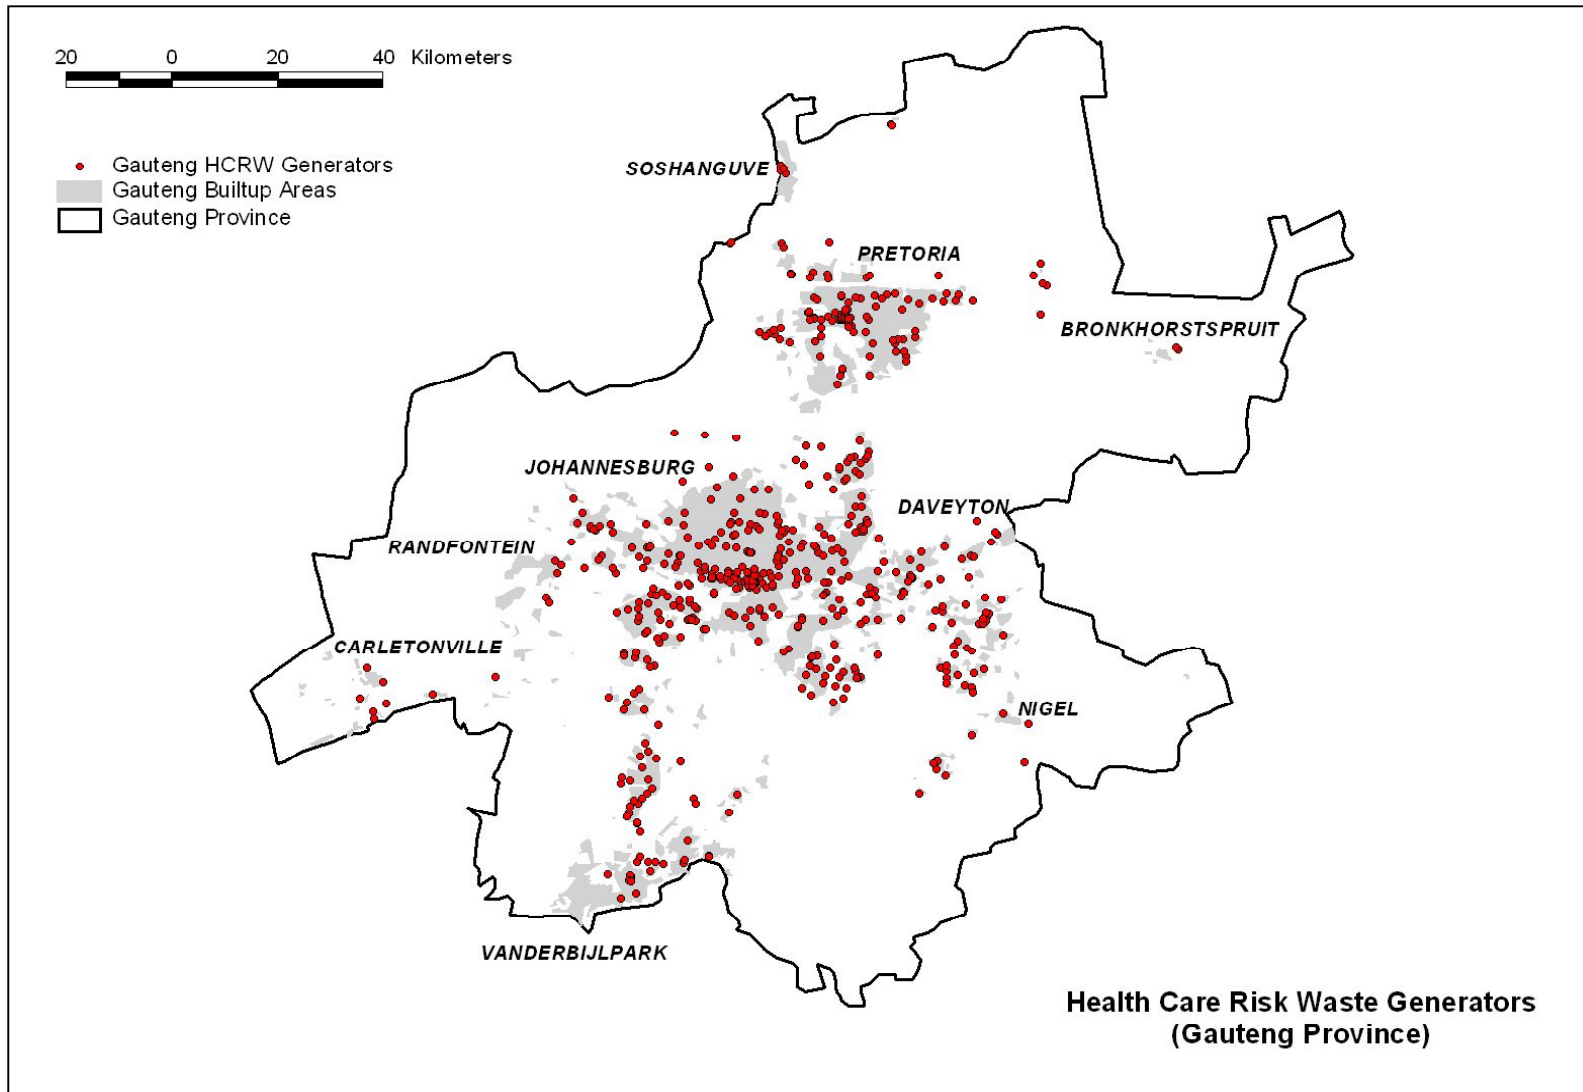 20 0 20 40 Kilometers
Gauteng HCRW Generators
Gauteng Builtup Areas
Gauteng Province
SOSHANGUVE
PRETORIA
BRONKHORSTSPRUIT
JOHANNESBURG
DAVEYTON
RANDFONTEIN
CARLETONVILLE
NIGEL
VANDERBIJLPARK
Health Care Risk Waste Generators
(Gauteng Province)